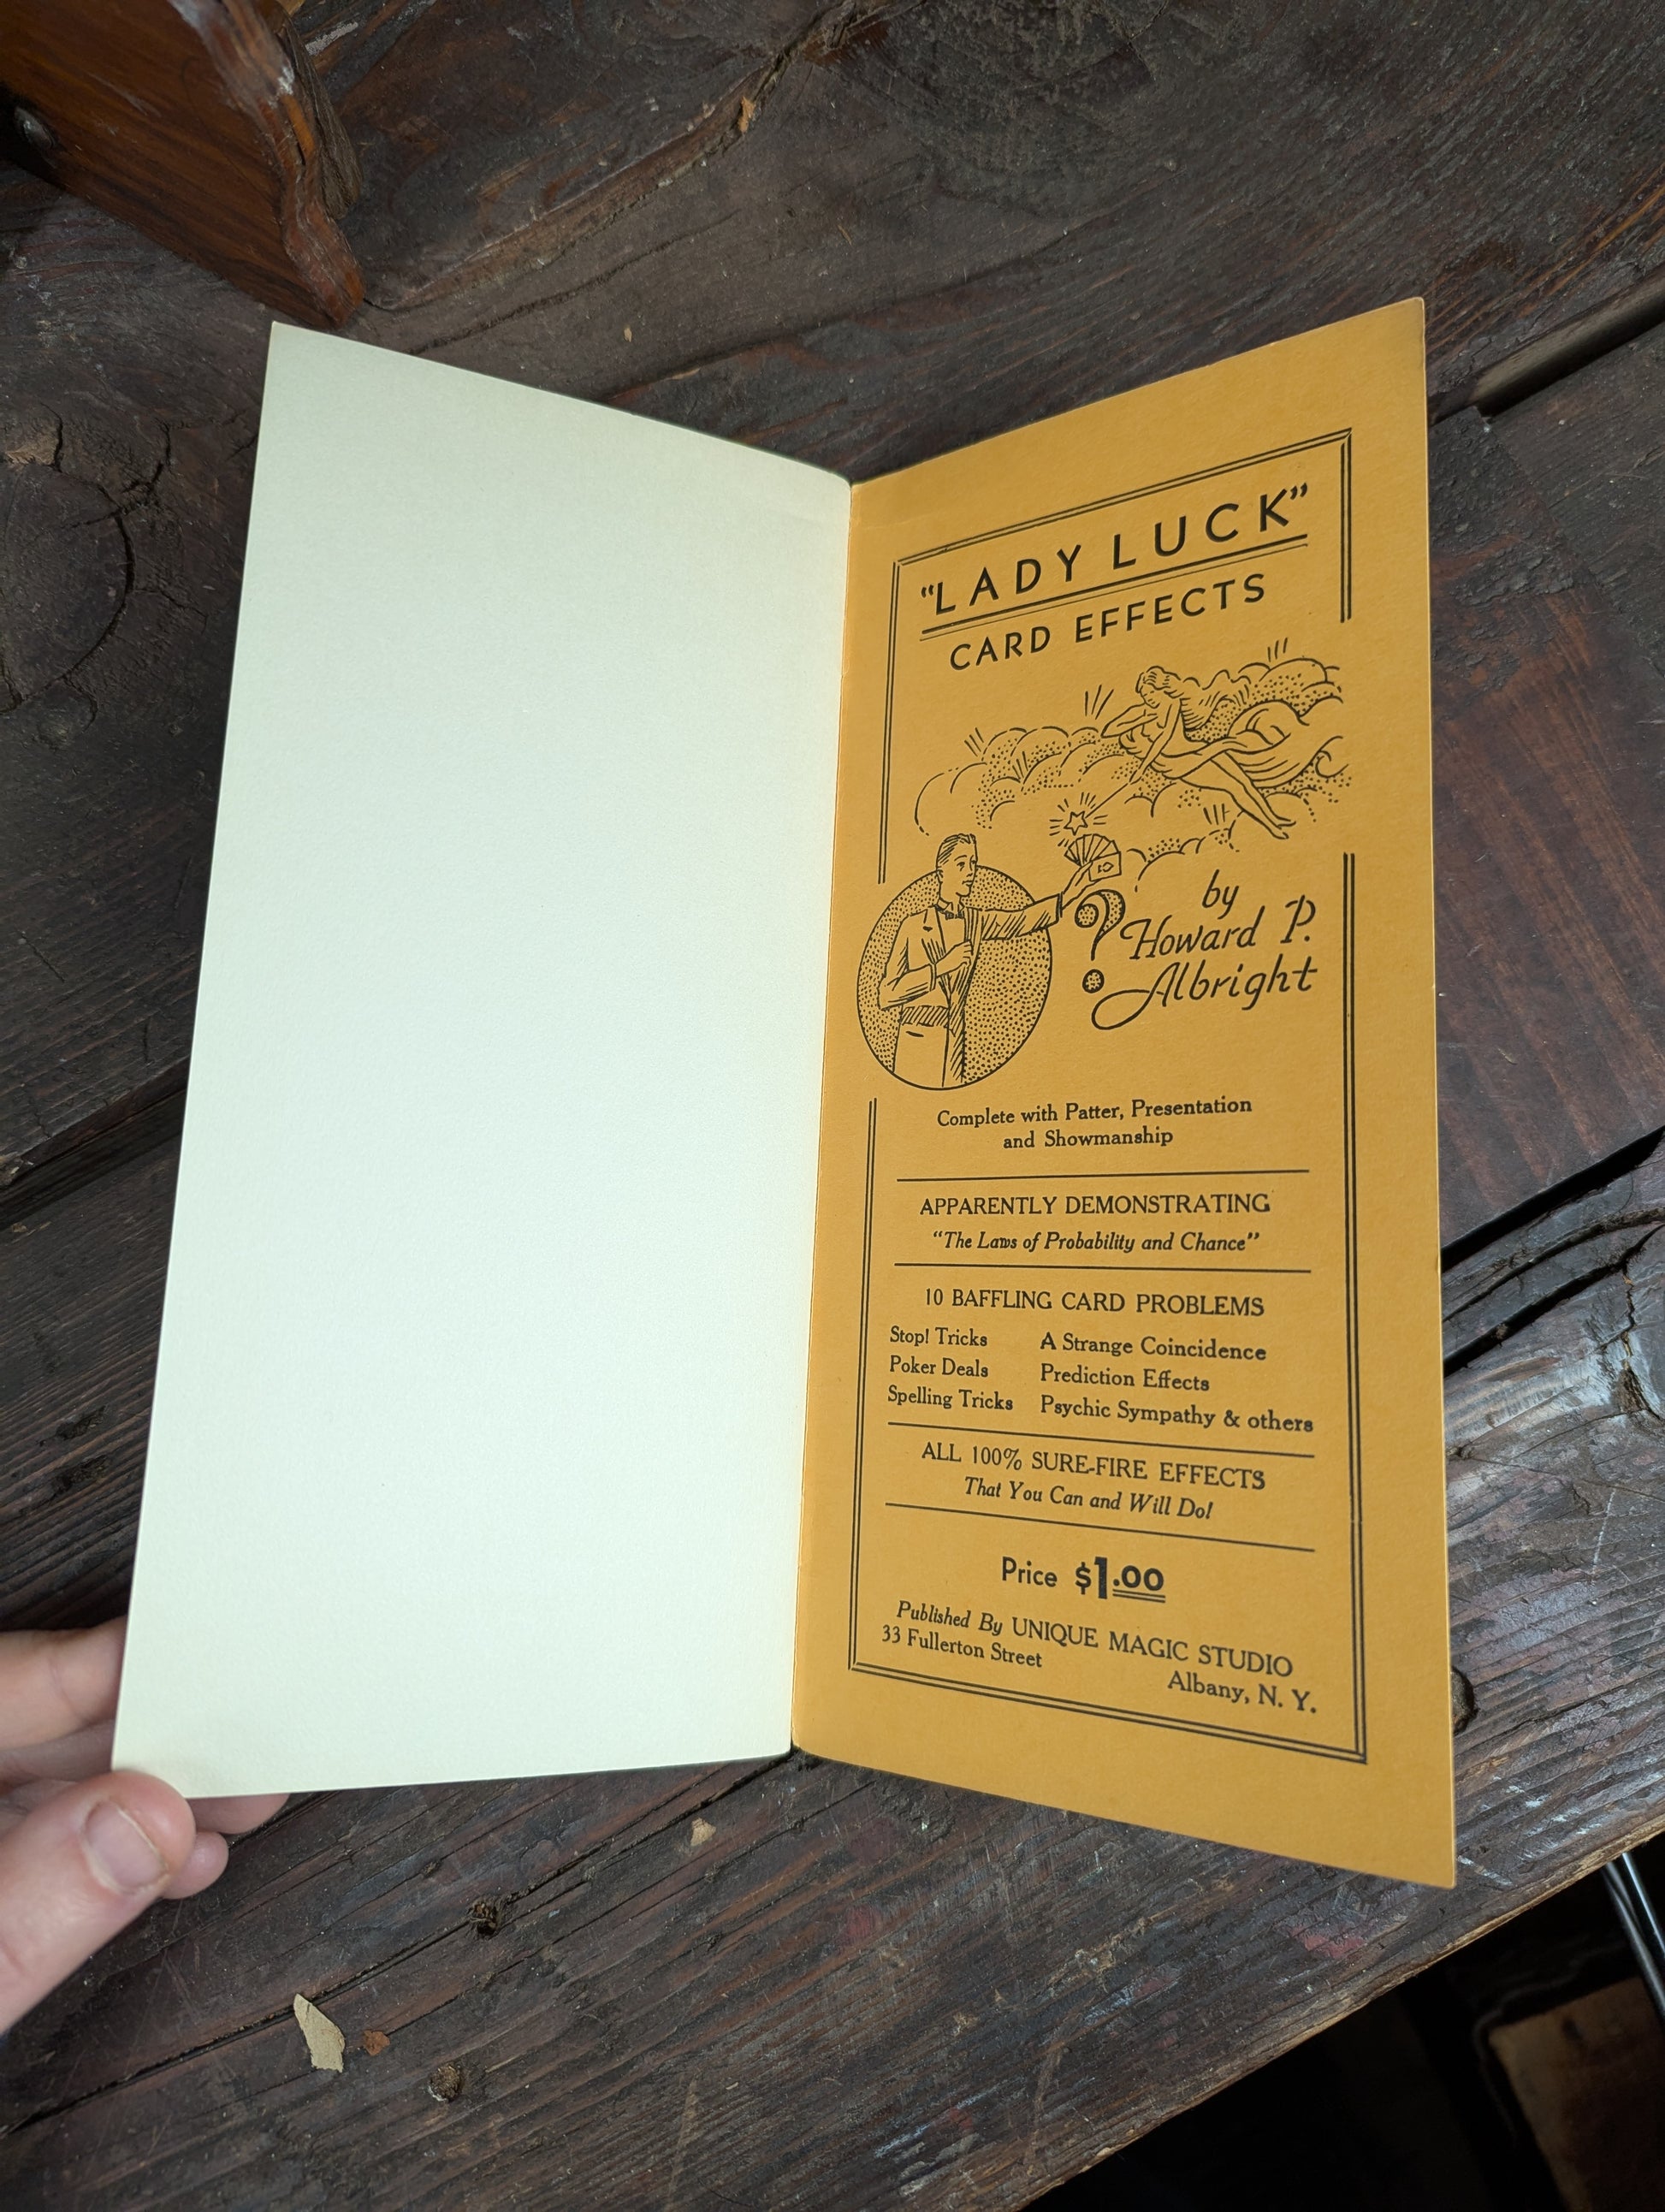 "LADY LUCK"
CARD EFFECTS
?
by
Howard P.
Albright
Complete with Patter, Presentation
and Showmanship
APPARENTLY DEMONSTRATING
"The Laws of Probability and Chance"
10 BAFFLING CARD PROBLEMS
Stop! Tricks
Poker Deals
Spelling Tricks
A Strange Coincidence
Prediction Effects
Psychic Sympathy & others
ALL 100% SURE-FIRE EFFECTS
That You Can and Will Do!
Price $1.00
Published By UNIQUE MAGIC STUDIO
33 Fullerton Street
Albany, N. Y.